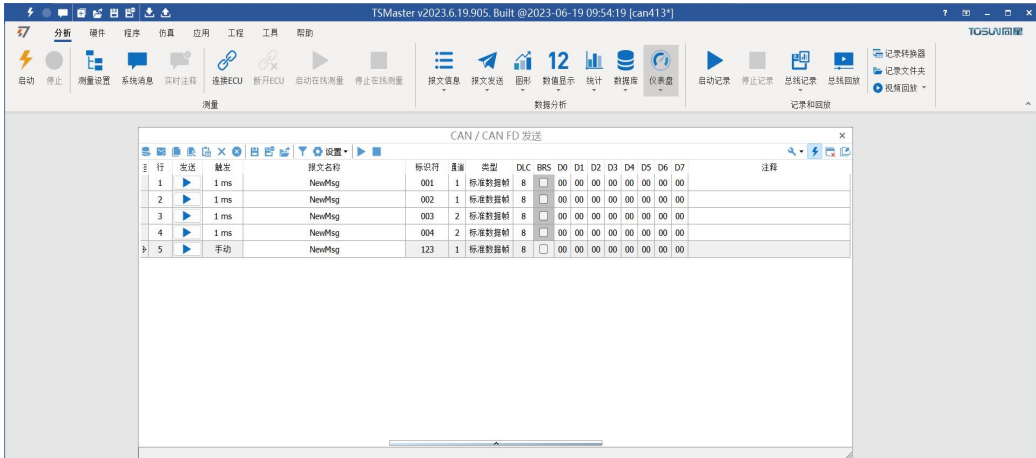 TSMaster v2023.6.19.905. Built @2023-06-19 09:54:19 [can413*]
分析 硬件 程序 仿真 应用 工程 工具 帮助 TOSUN同星
启动 停止 测量设置 系统消息 实时注释 连接ECU 断开ECU 启动在线测量 停止在线测量 报文信息 报文发送 图形 12 数值显示 统计 数据库 仪表盘 启动记录 停止记录 总线记录 总线回放
记录转换器
记录文件夹
视频回放
测量 数据分析 记录和回放
CAN / CAN FD 发送
设置
行 发送 触发 报文名称 标识符 通道 类型 DLC BRS D0 D1 D2 D3 D4 D5 D6 D7 注释
1 1 ms NewMsg 001 1 标准数据帧 8 00 00 00 00 00 00 00 00
2 1 ms NewMsg 002 1 标准数据帧 8 00 00 00 00 00 00 00 00
3 1 ms NewMsg 003 2 标准数据帧 8 00 00 00 00 00 00 00 00
4 1 ms NewMsg 004 2 标准数据帧 8 00 00 00 00 00 00 00 00
5 手动 NewMsg 123 1 标准数据帧 8 00 00 00 00 00 00 00 00